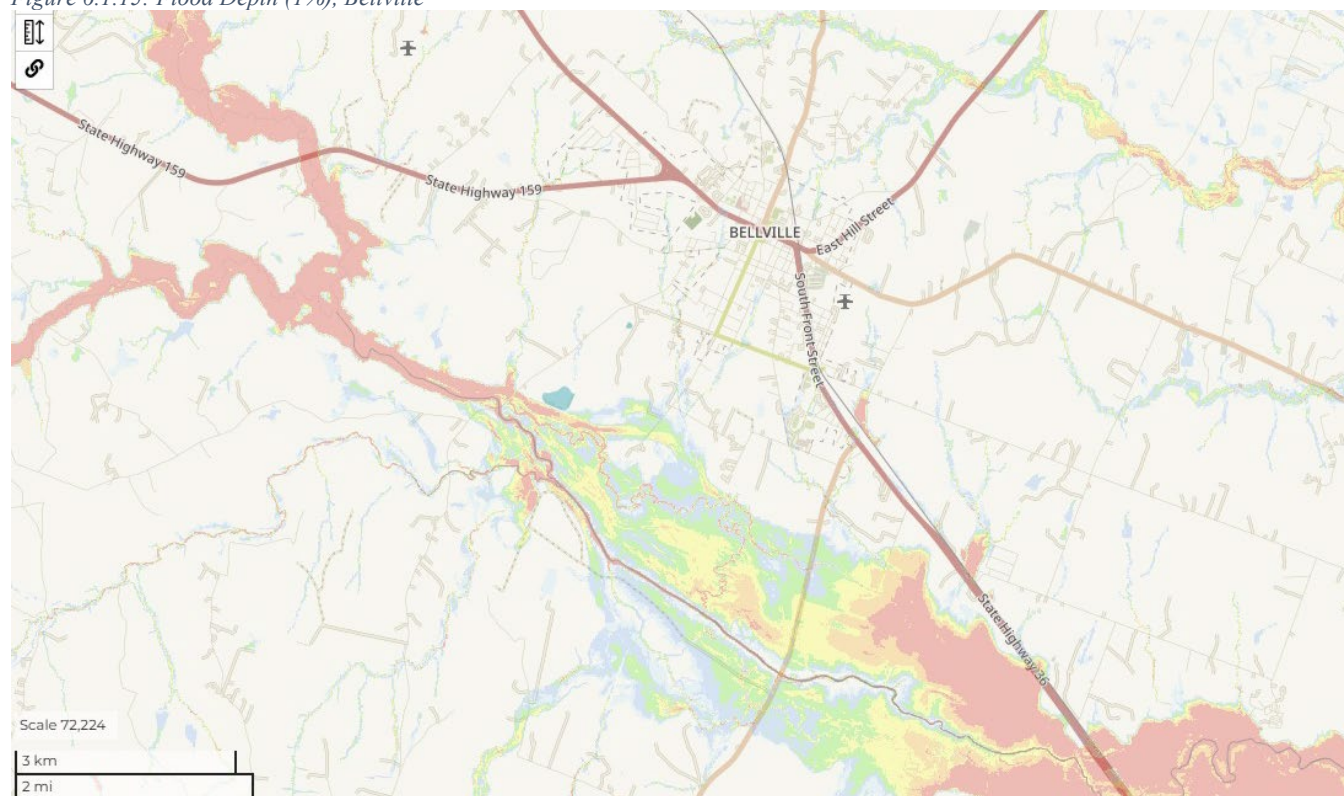 Figure 6.1.15: Flood Depth (1%), Bellville
State Highway 159
State Highway 159
BELLVILLE
East Hill Street
South Front Street
State Highway 36
Scale 72,224
3 km
2 mi